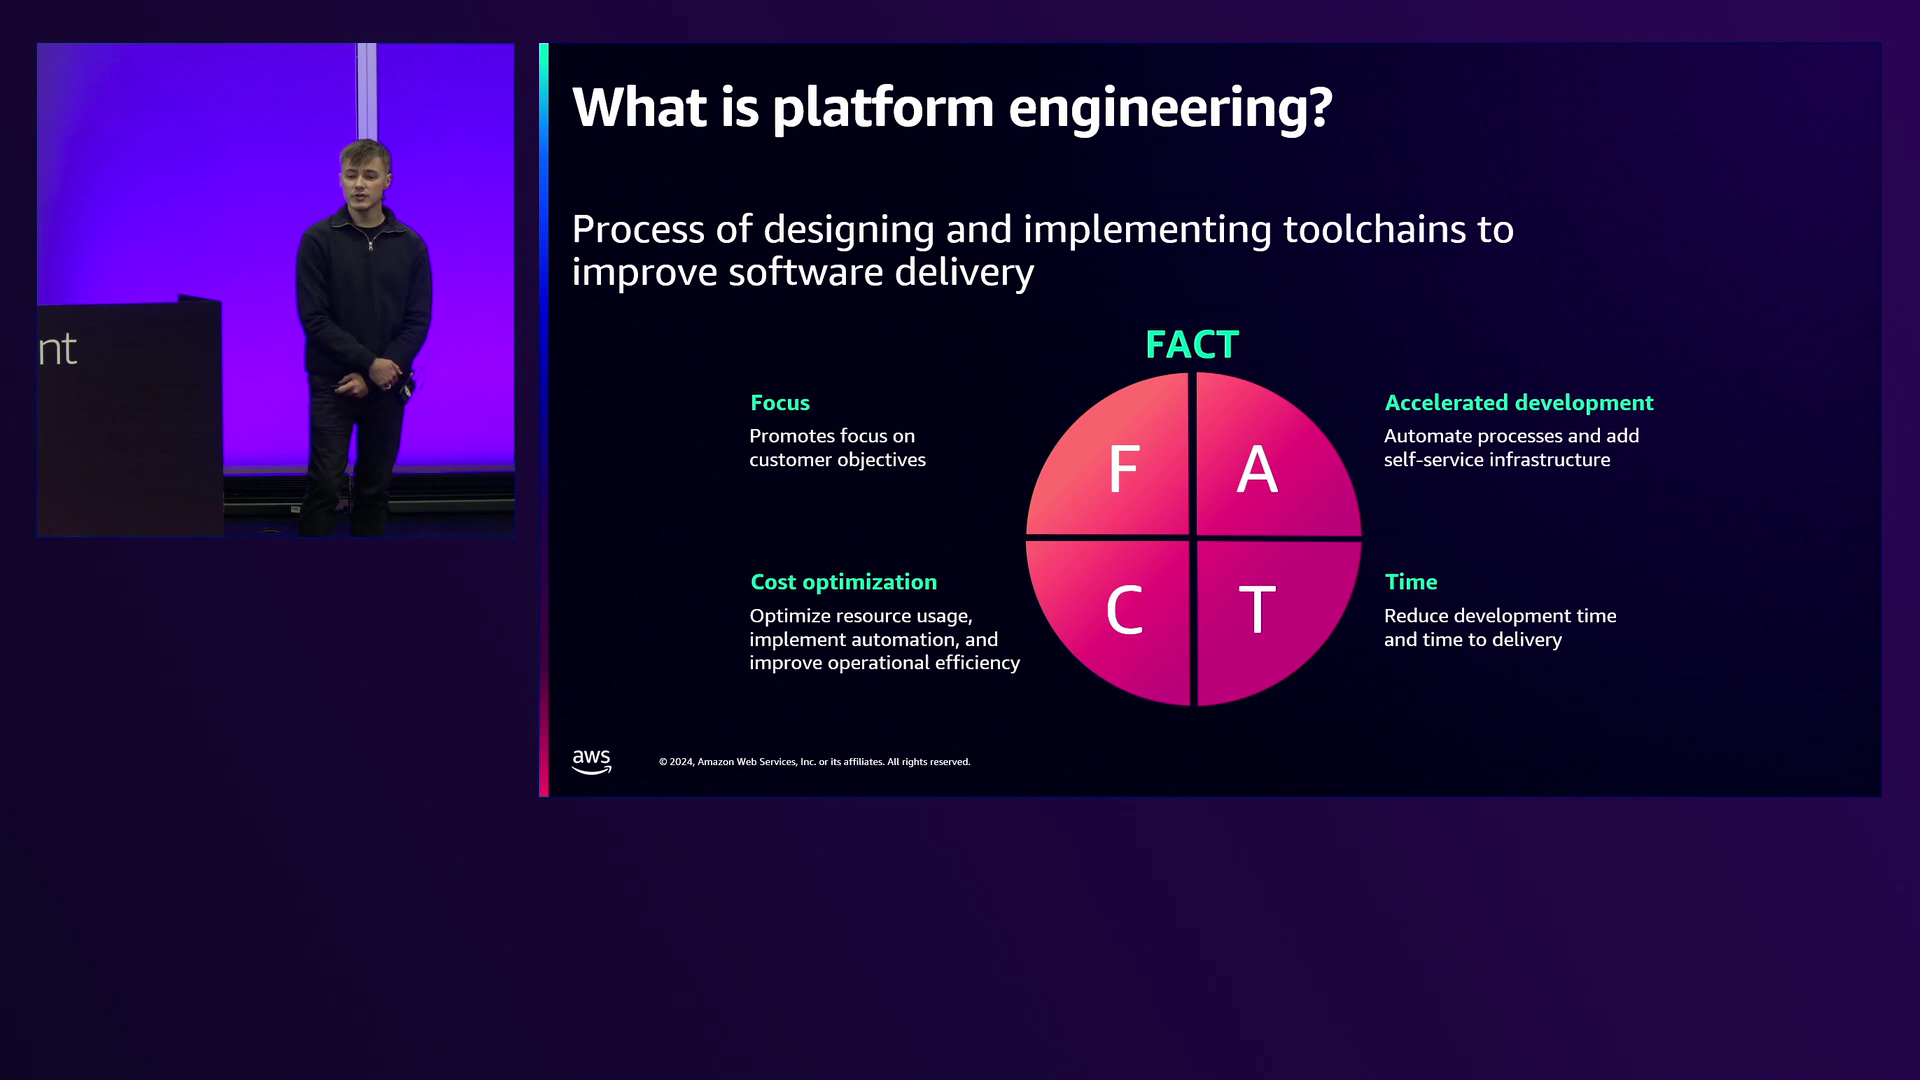 nt
What is platform engineering?
Process of designing and implementing toolchains to
improve software delivery
FACT
Focus
Promotes focus on
customer objectives
F
A
Accelerated development
Automate processes and add
self-service infrastructure
Cost optimization
Optimize resource usage,
implement automation, and
improve operational efficiency
C
T
Time
Reduce development time
and time to delivery
aws
© 2024, Amazon Web Services, Inc. or its affiliates. All rights reserved.